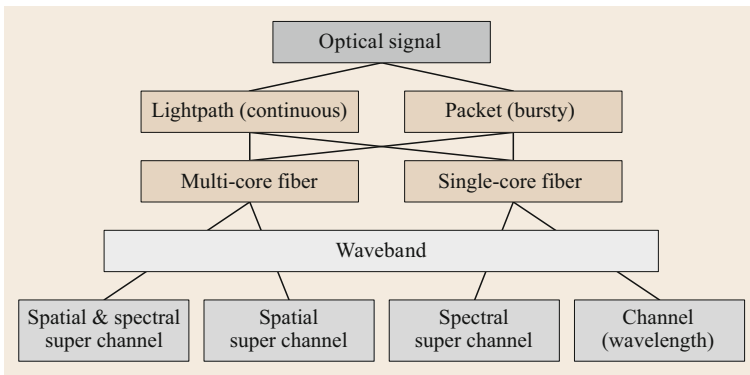 Optical signal
Lightpath (continuous)
Packet (bursty)
Multi-core fiber
Single-core fiber
Waveband
Spatial & spectral
super channel
Spatial
super channel
Spectral
super channel
Channel
(wavelength)